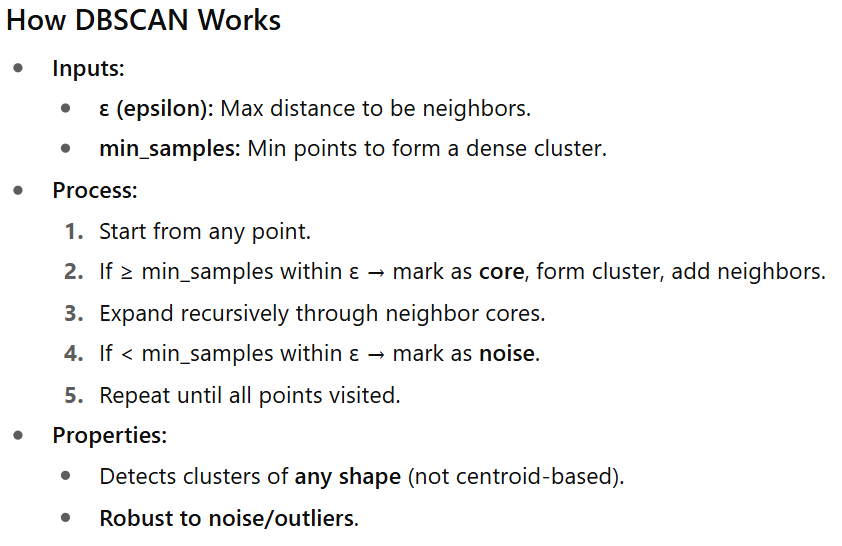 How DBSCAN Works
• Inputs:
• ε (epsilon): Max distance to be neighbors.
• min_samples: Min points to form a dense cluster.
• Process:
1. Start from any point.
2. If ≥ min_samples within ε → mark as core, form cluster, add neighbors.
3. Expand recursively through neighbor cores.
4. If < min_samples within ε → mark as noise.
5. Repeat until all points visited.
• Properties:
• Detects clusters of any shape (not centroid-based).
• Robust to noise/outliers.